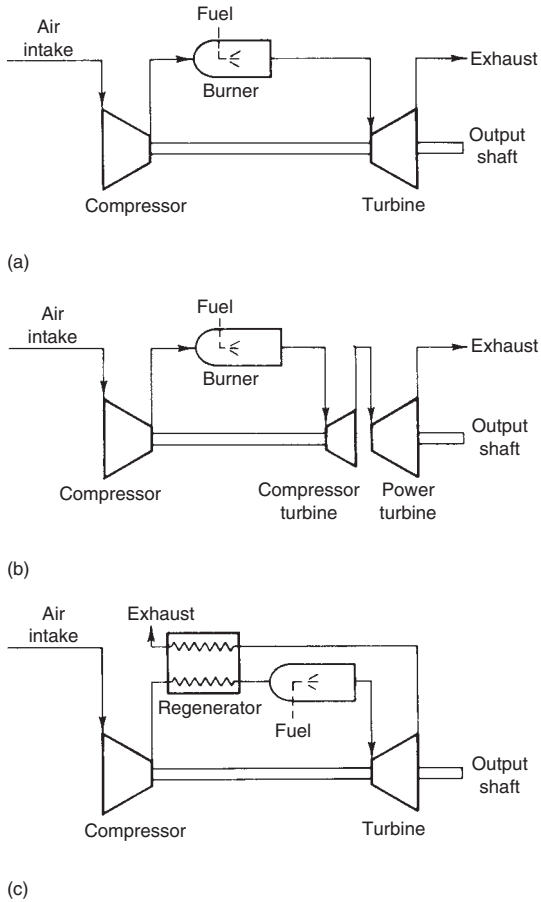 Air
intake
Fuel
Burner
Exhaust
Output
shaft
Compressor
Turbine
(a)
Air
intake
Fuel
Burner
Exhaust
Output
shaft
Compressor
Compressor
turbine
Power
turbine
(b)
Air
intake
Exhaust
Regenerator
Fuel
Output
shaft
Compressor
Turbine
(c)